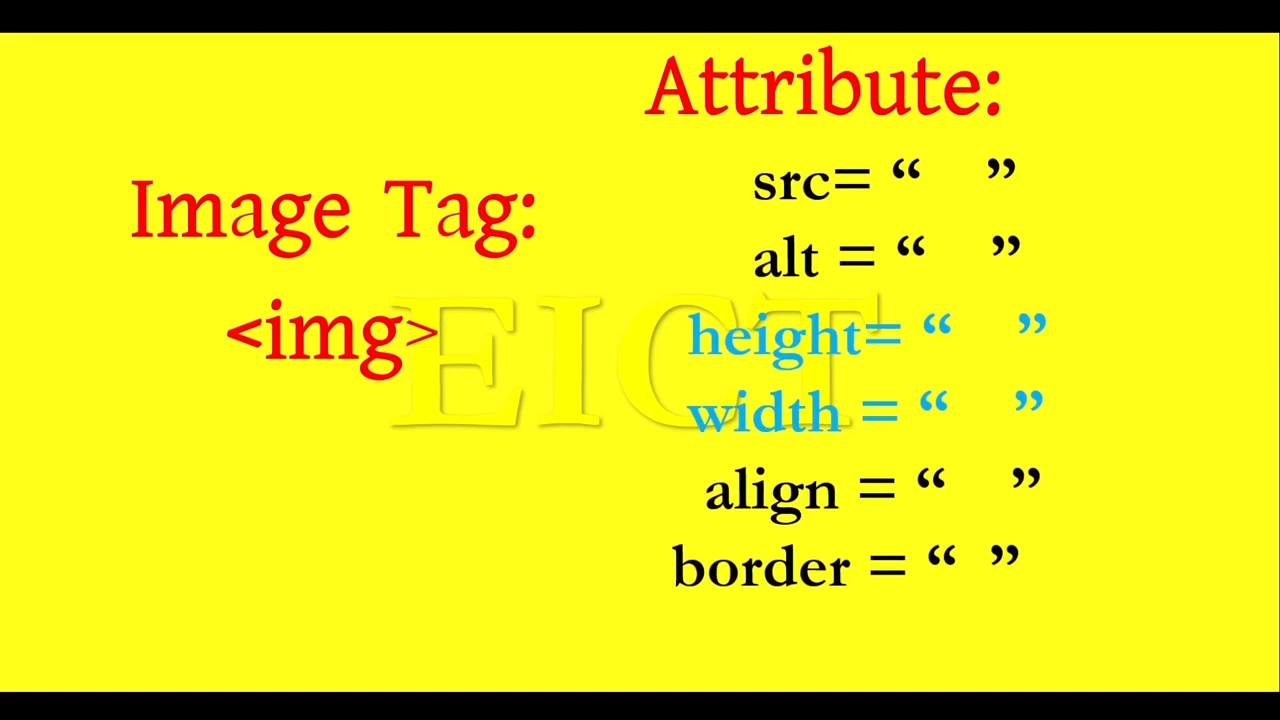 Image Tag:
<img>
EICT
Attribute:
src= “ ”
alt = “ ”
height= “ ”
width = “ ”
align = “ ”
border = “ ”